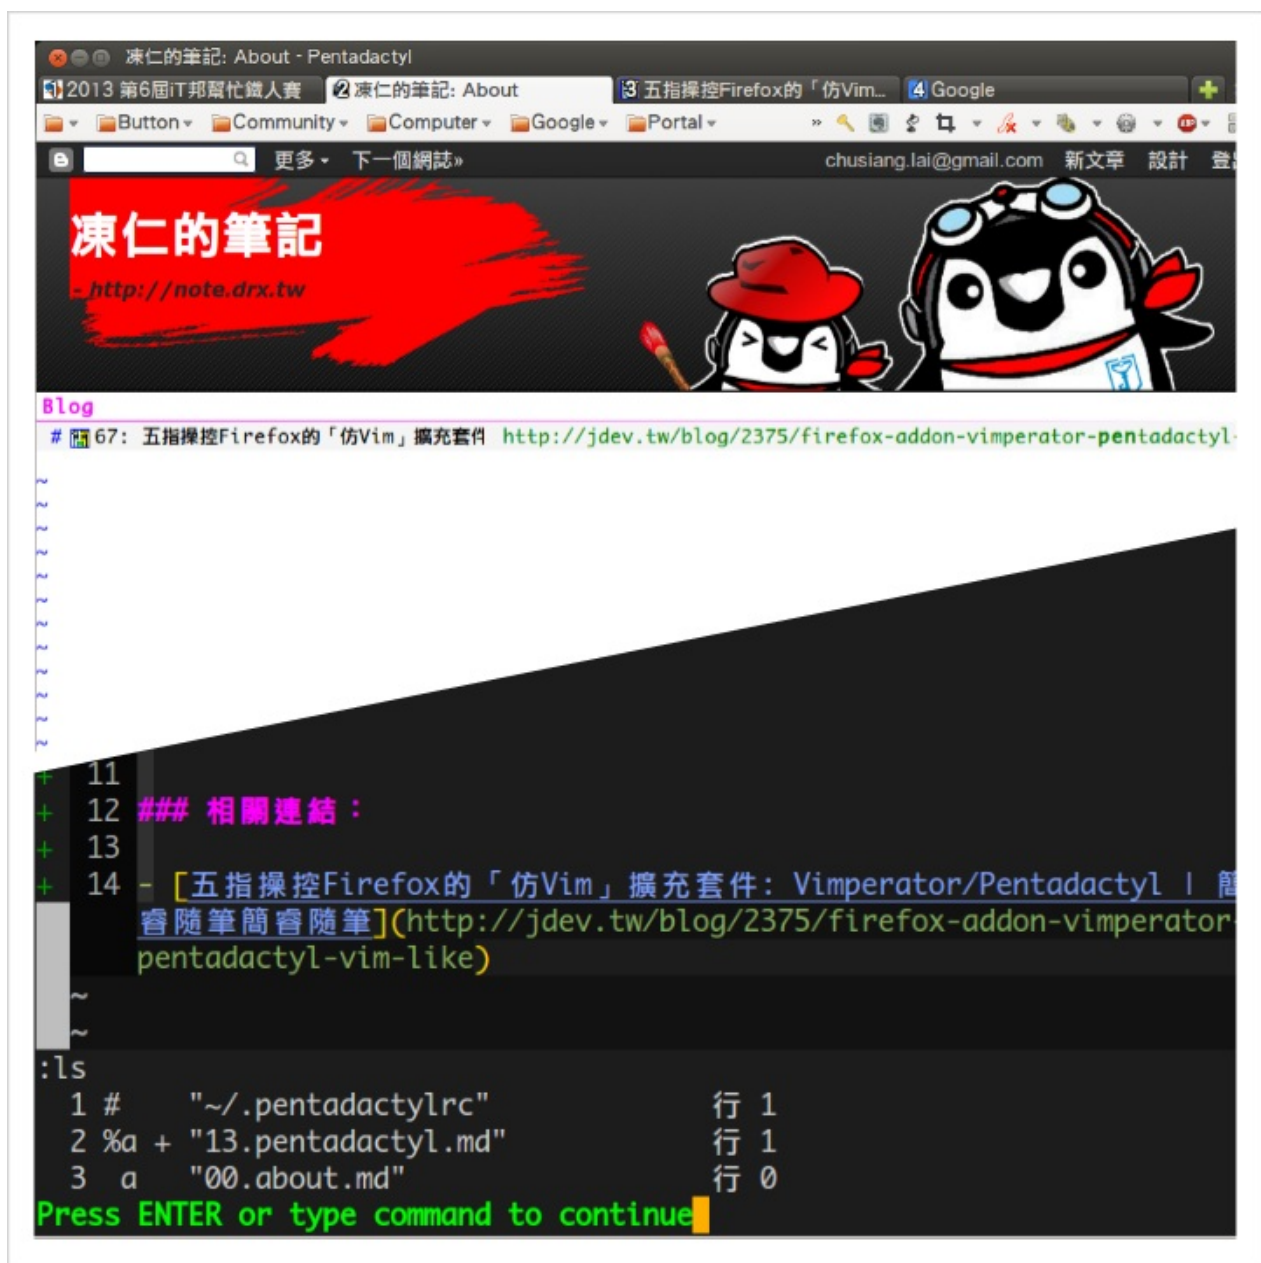 凍仁的筆記: About - Pentadactyl
1 2013 第6屆iT邦幫忙鐵人賽 2 凍仁的筆記: About 3 五指操控Firefox的「仿Vim... 4 Google
Button Community Computer Google Portal »
更多 下一個網誌» chusiang.lai@gmail.com 新文章 設計 登出
凍仁的筆記
- http://note.drx.tw
Blog
# 67: 五指操控Firefox的「仿Vim」擴充套件 http://jdev.tw/blog/2375/firefox-addon-vimperator-pentadactyl-
~
~
~
~
~
~
~
~
~
~
~
~
+ 11
+ 12 ### 相關連結：
+ 13
+ 14 - [五指操控Firefox的「仿Vim」擴充套件: Vimperator/Pentadactyl | 簡
睿隨筆簡睿隨筆](http://jdev.tw/blog/2375/firefox-addon-vimperator-
pentadactyl-vim-like)
~
~
:ls
1 # "~/.pentadactylrc" 行 1
2 %a + "13.pentadactyl.md" 行 1
3 a "00.about.md" 行 0
Press ENTER or type command to continue